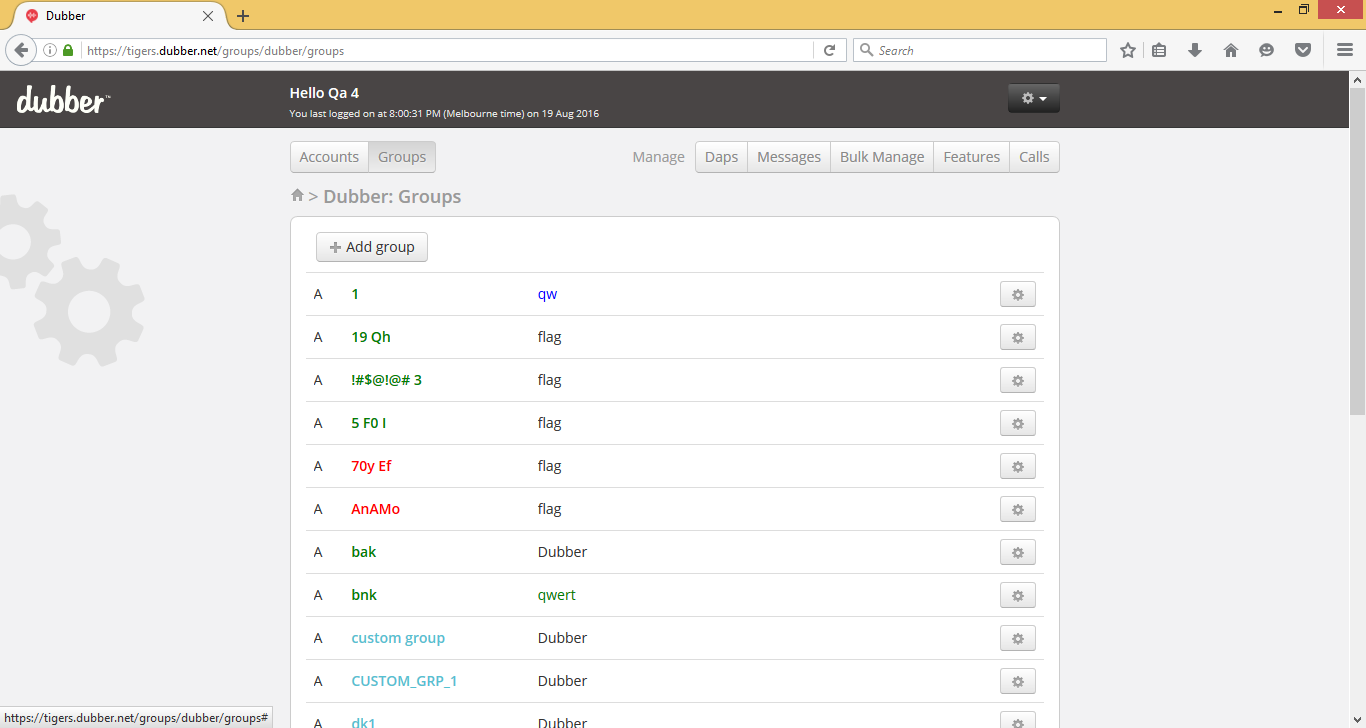 Dubber
https://tigers.dubber.net/groups/dubber/groups
Search
dubber™
Hello Qa 4
You last logged on at 8:00:31 PM (Melbourne time) on 19 Aug 2016
Accounts Groups Manage Daps Messages Bulk Manage Features Calls
> Dubber: Groups
Add group
A 1 qw
A 19 Qh flag
A !#$@!@# 3 flag
A 5 F0 I flag
A 70y Ef flag
A AnAMo flag
A bak Dubber
A bnk qwert
A custom group Dubber
A CUSTOM_GRP_1 Dubber
A dk1 Dubber
https://tigers.dubber.net/groups/dubber/groups#